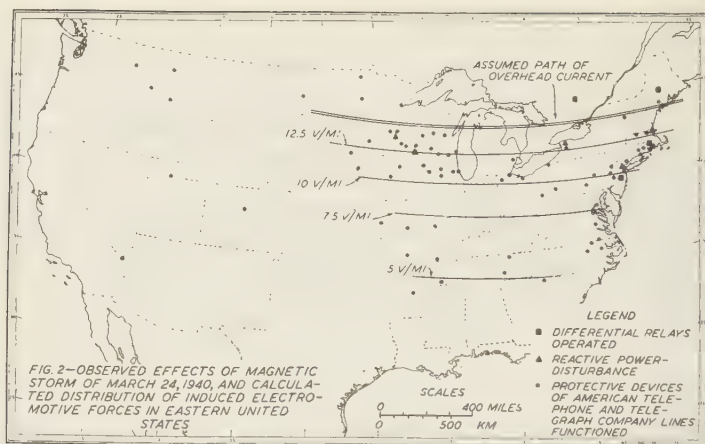 ASSUMED PATH OF
OVERHEAD CURRENT
12.5 V/MI
10 V/MI
7.5 V/MI
5 V/MI
LEGEND
DIFFERENTIAL RELAYS
OPERATED
REACTIVE POWER-
DISTURBANCE
PROTECTIVE DEVICES
OF AMERICAN TELE-
PHONE AND TELE-
GRAPH COMPANY LINES
FUNCTIONED
FIG. 2—OBSERVED EFFECTS OF MAGNETIC
STORM OF MARCH 24, 1940, AND CALCULA-
TED DISTRIBUTION OF INDUCED ELECTRO-
MOTIVE FORCES IN EASTERN UNITED
STATES
SCALES
0 400 MILES
0 500 KM